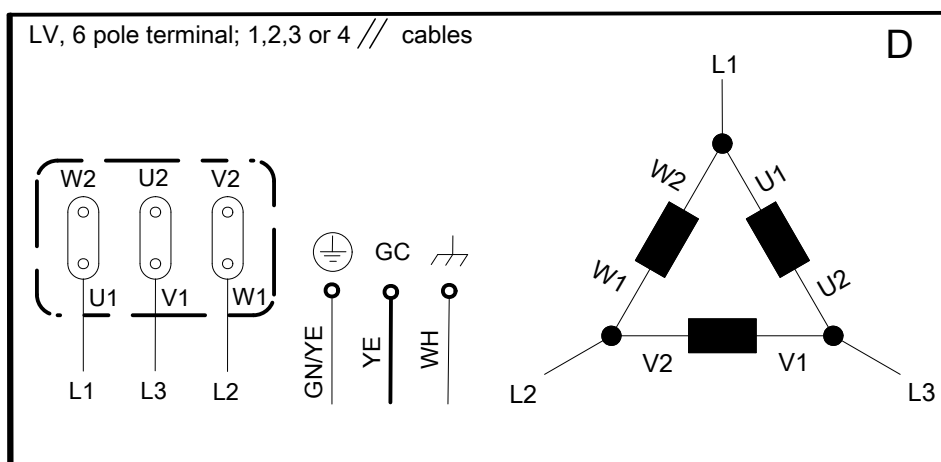 LV, 6 pole terminal; 1,2,3 or 4 // cables
D
W2 U2 V2
U1 V1 W1
L1 L3 L2
GC
GN/YE YE WH
L1
W2 U1
W1 U2
V2 V1
L2 L3